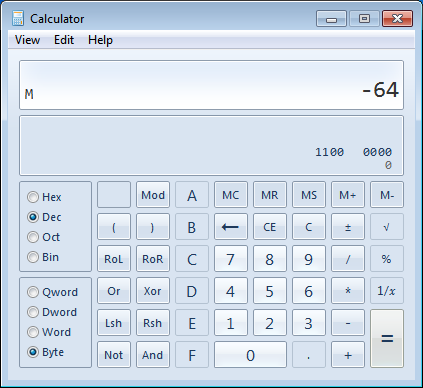 Calculator
View Edit Help
M -64
1100 0000
0
Hex Mod A MC MR MS M+ M-
Dec ( ) B ← CE C ± √
Oct RoL RoR C 7 8 9 / %
Bin
Qword Or Xor D 4 5 6 * 1/x
Dword
Word Lsh Rsh E 1 2 3 - =
Byte Not And F 0 . +